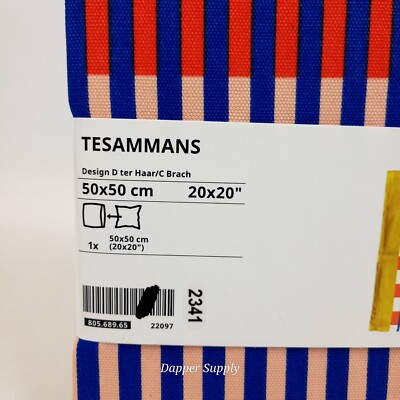 TESAMMANS
Design D ter Haar/C Brach
50x50 cm 20x20"
1x 50x50 cm
(20x20")
2341
805.689.65 22097
Dapper Supply